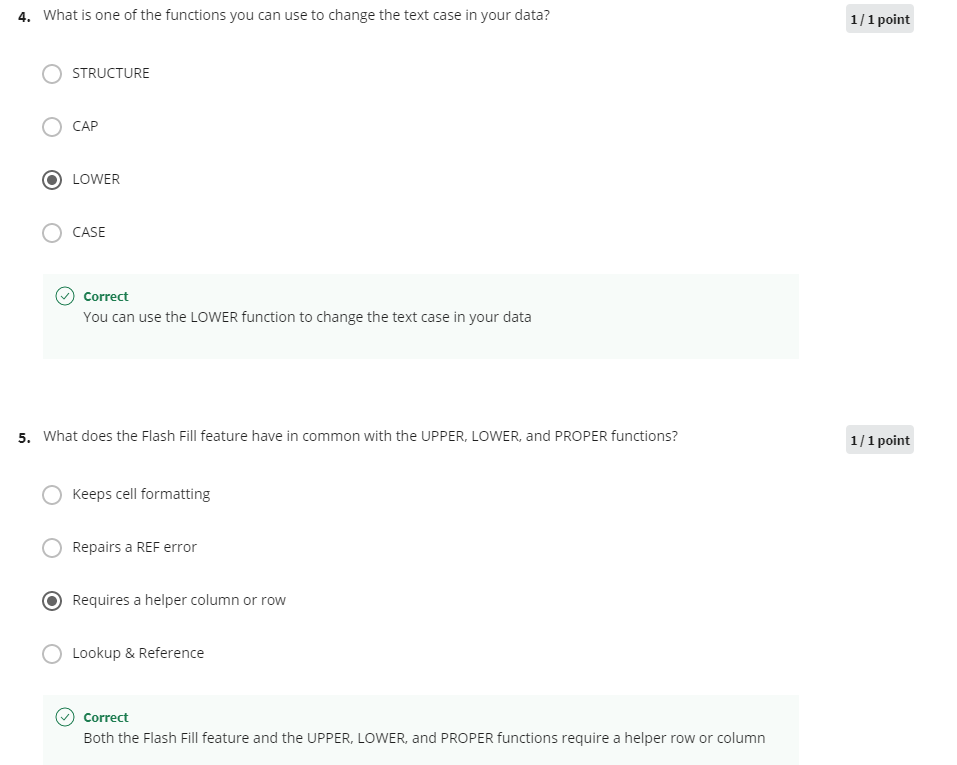 4. What is one of the functions you can use to change the text case in your data?
1 / 1 point
STRUCTURE
CAP
LOWER
CASE
Correct
You can use the LOWER function to change the text case in your data
5. What does the Flash Fill feature have in common with the UPPER, LOWER, and PROPER functions?
1 / 1 point
Keeps cell formatting
Repairs a REF error
Requires a helper column or row
Lookup & Reference
Correct
Both the Flash Fill feature and the UPPER, LOWER, and PROPER functions require a helper row or column